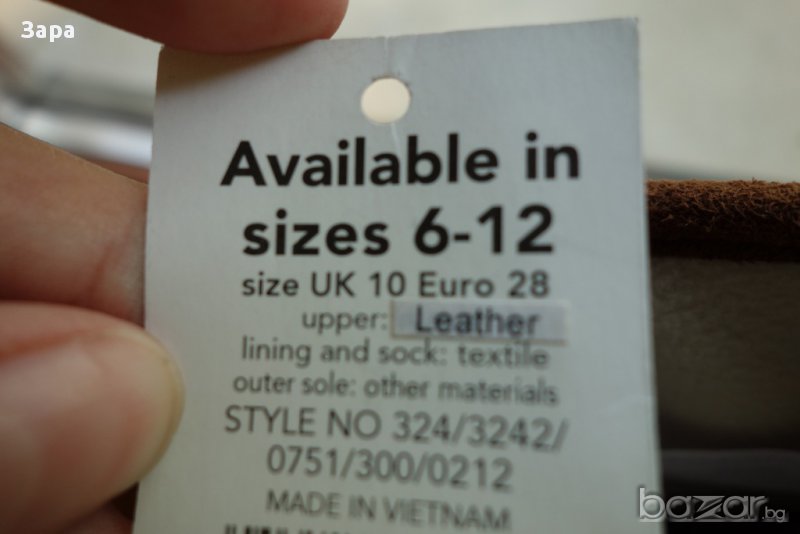 Зара
Available in
sizes 6-12
size UK 10 Euro 28
upper: Leather
lining and sock: textile
outer sole: other materials
STYLE NO 324/3242/
0751/300/0212
MADE IN VIETNAM
bazar.bg